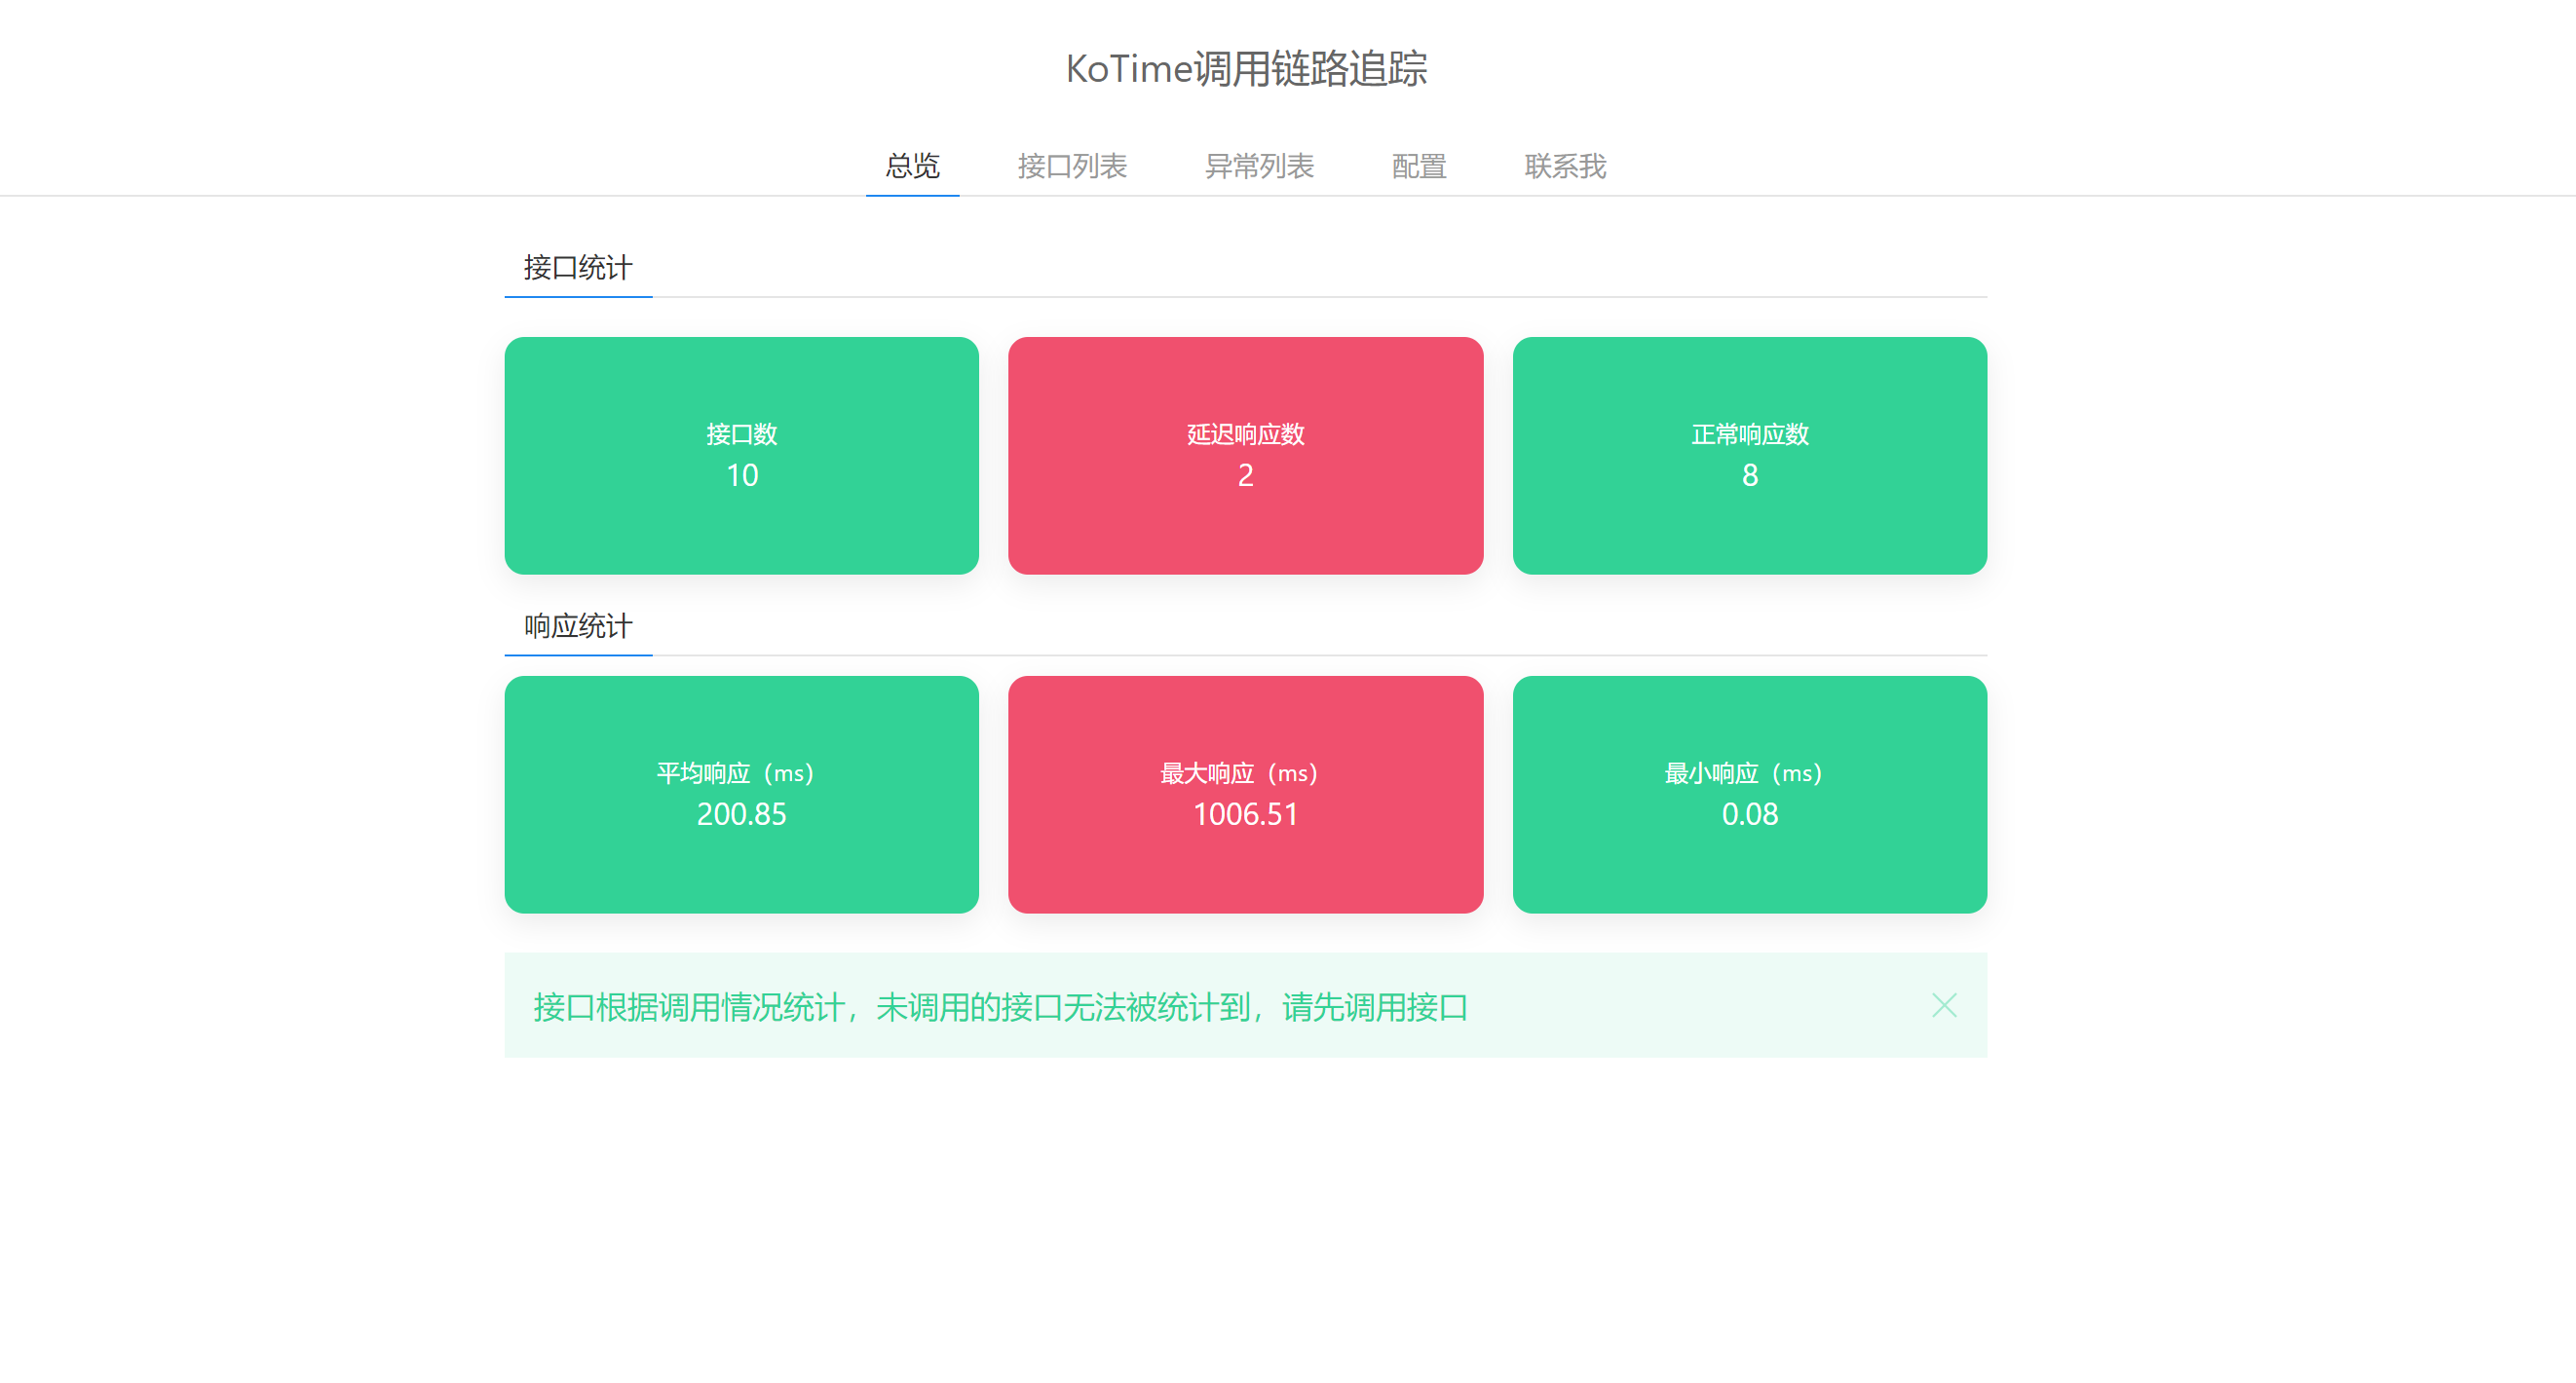 KoTime调用链路追踪
总览 接口列表 异常列表 配置 联系我
接口统计
接口数 延迟响应数 正常响应数
10 2 8
响应统计
平均响应（ms） 最大响应（ms） 最小响应（ms）
200.85 1006.51 0.08
接口根据调用情况统计，未调用的接口无法被统计到，请先调用接口